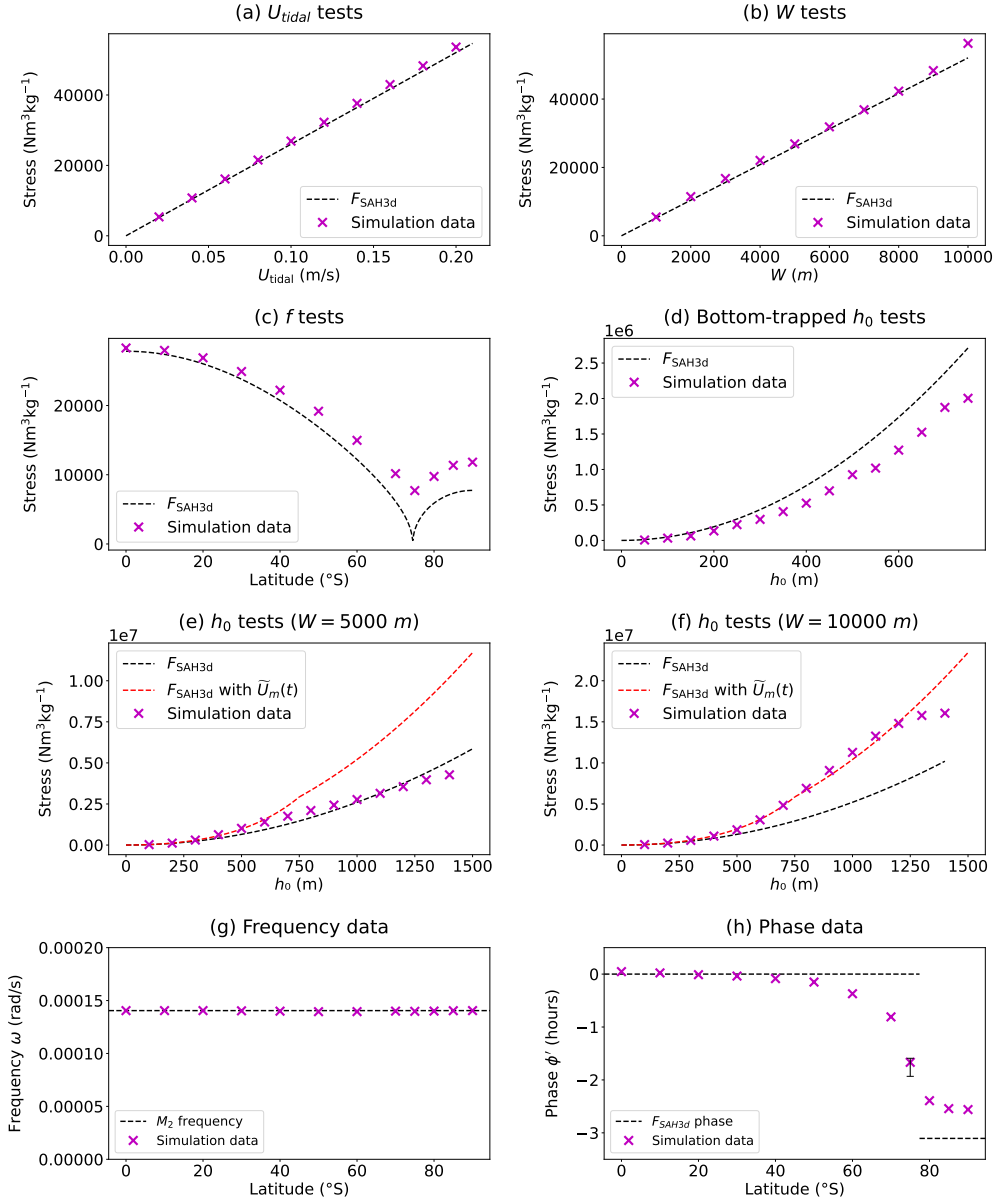 (a) U_tidal tests
Stress (Nm³kg⁻¹)
40000
20000
0
F_SAH3d
Simulation data
0.00 0.05 0.10 0.15 0.20
U_tidal (m/s)
(b) W tests
Stress (Nm³kg⁻¹)
40000
20000
0
F_SAH3d
Simulation data
0 2000 4000 6000 8000 10000
W (m)
(c) f tests
Stress (Nm³kg⁻¹)
20000
10000
0
F_SAH3d
Simulation data
0 20 40 60 80
Latitude (°S)
(d) Bottom-trapped h₀ tests
1e6
Stress (Nm³kg⁻¹)
2.5
2.0
1.5
1.0
0.5
0.0
F_SAH3d
Simulation data
0 200 400 600
h₀ (m)
(e) h₀ tests (W = 5000 m)
1e7
Stress (Nm³kg⁻¹)
1.00
0.75
0.50
0.25
0.00
F_SAH3d
F_SAH3d with Ũ_m(t)
Simulation data
0 250 500 750 1000 1250 1500
h₀ (m)
(f) h₀ tests (W = 10000 m)
1e7
Stress (Nm³kg⁻¹)
2.0
1.5
1.0
0.5
0.0
F_SAH3d
F_SAH3d with Ũ_m(t)
Simulation data
0 250 500 750 1000 1250 1500
h₀ (m)
(g) Frequency data
Frequency ω (rad/s)
0.00020
0.00015
0.00010
0.00005
0.00000
M₂ frequency
Simulation data
0 20 40 60 80
Latitude (°S)
(h) Phase data
Phase ϕ′ (hours)
0
−1
−2
−3
F_SAH3d phase
Simulation data
0 20 40 60 80
Latitude (°S)